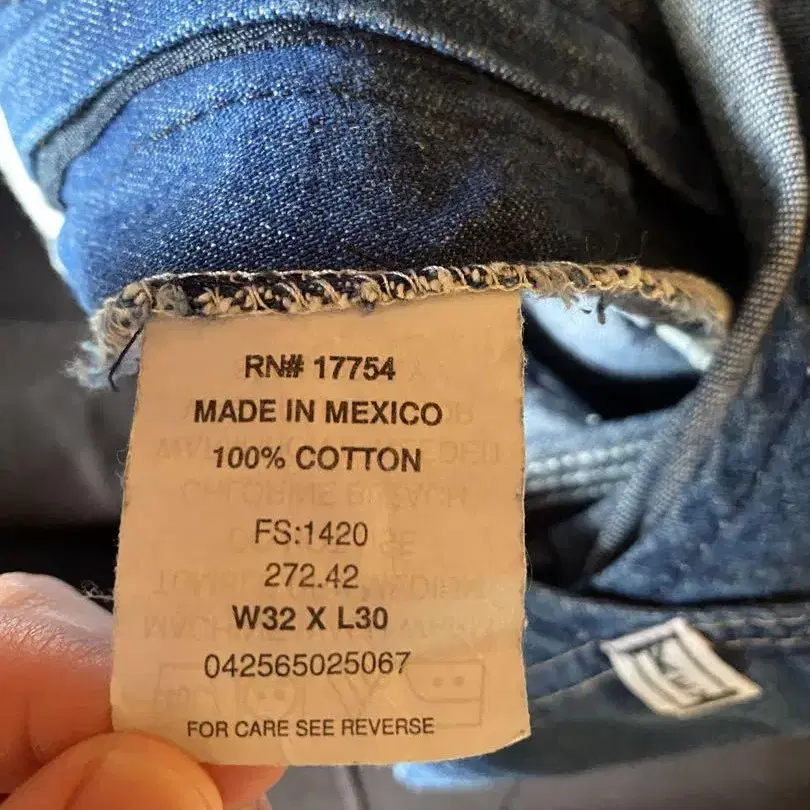 RN# 17754
MADE IN MEXICO
100% COTTON
FS:1420
272.42
W32 X L30
042565025067
FOR CARE SEE REVERSE